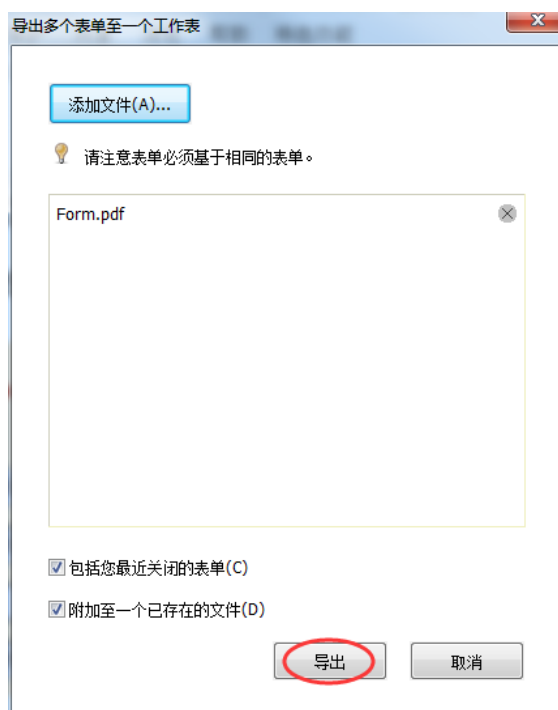 导出多个表单至一个工作表
添加文件(A)...
请注意表单必须基于相同的表单。
Form.pdf
包括您最近关闭的表单(C)
附加至一个已存在的文件(D)
导出
取消